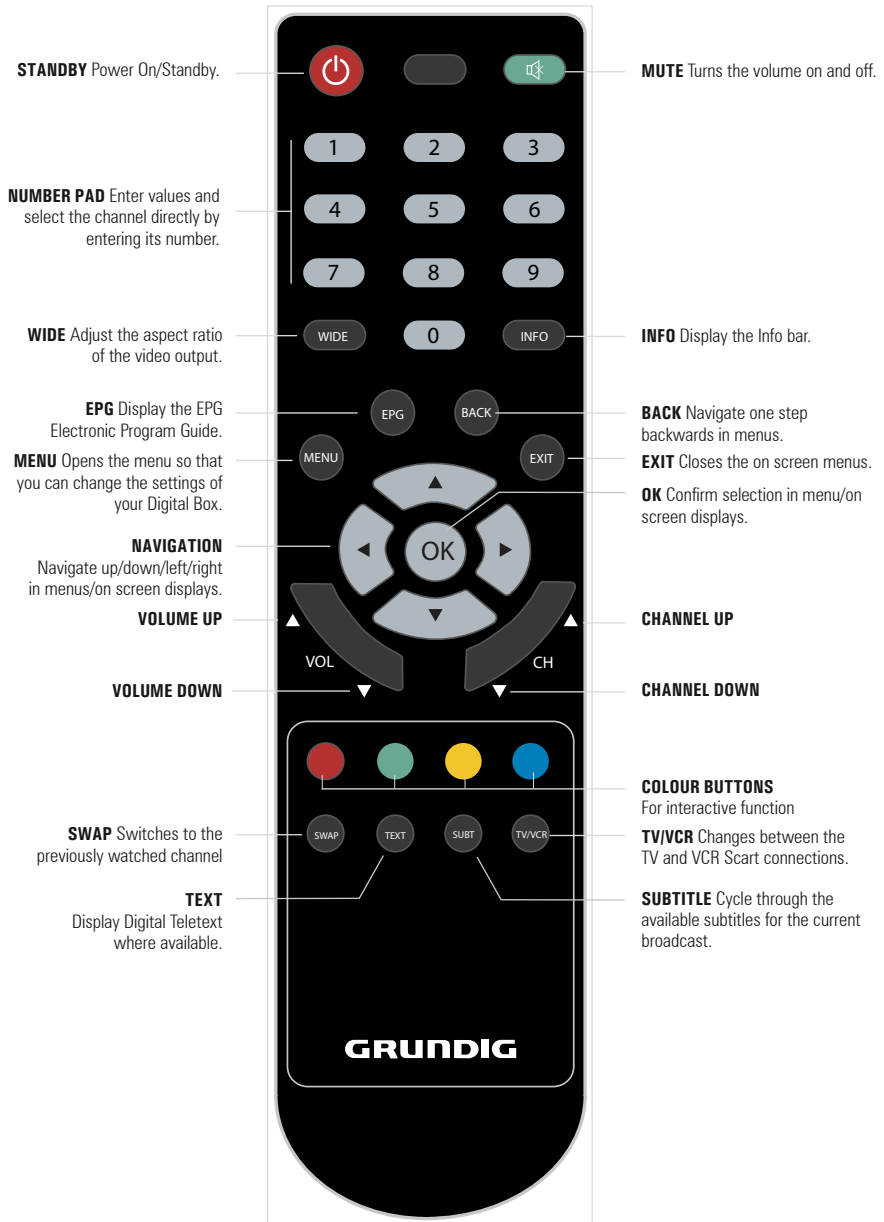 STANDBY Power On/Standby.
MUTE Turns the volume on and off.
1 2 3
NUMBER PAD Enter values and
select the channel directly by
entering its number.
4 5 6
7 8 9
WIDE Adjust the aspect ratio
of the video output.
WIDE 0 INFO
INFO Display the Info bar.
EPG Display the EPG
Electronic Program Guide.
EPG BACK
BACK Navigate one step
backwards in menus.
MENU Opens the menu so that
you can change the settings of
your Digital Box.
MENU EXIT
EXIT Closes the on screen menus.
OK Confirm selection in menu/on
screen displays.
OK
NAVIGATION
Navigate up/down/left/right
in menus/on screen displays.
VOLUME UP
CHANNEL UP
VOL CH
VOLUME DOWN
CHANNEL DOWN
COLOUR BUTTONS
For interactive function
SWAP Switches to the
previously watched channel
SWAP TEXT SUBT TV/VCR
TV/VCR Changes between the
TV and VCR Scart connections.
TEXT
Display Digital Teletext
where available.
SUBTITLE Cycle through the
available subtitles for the current
broadcast.
GRUNDIG